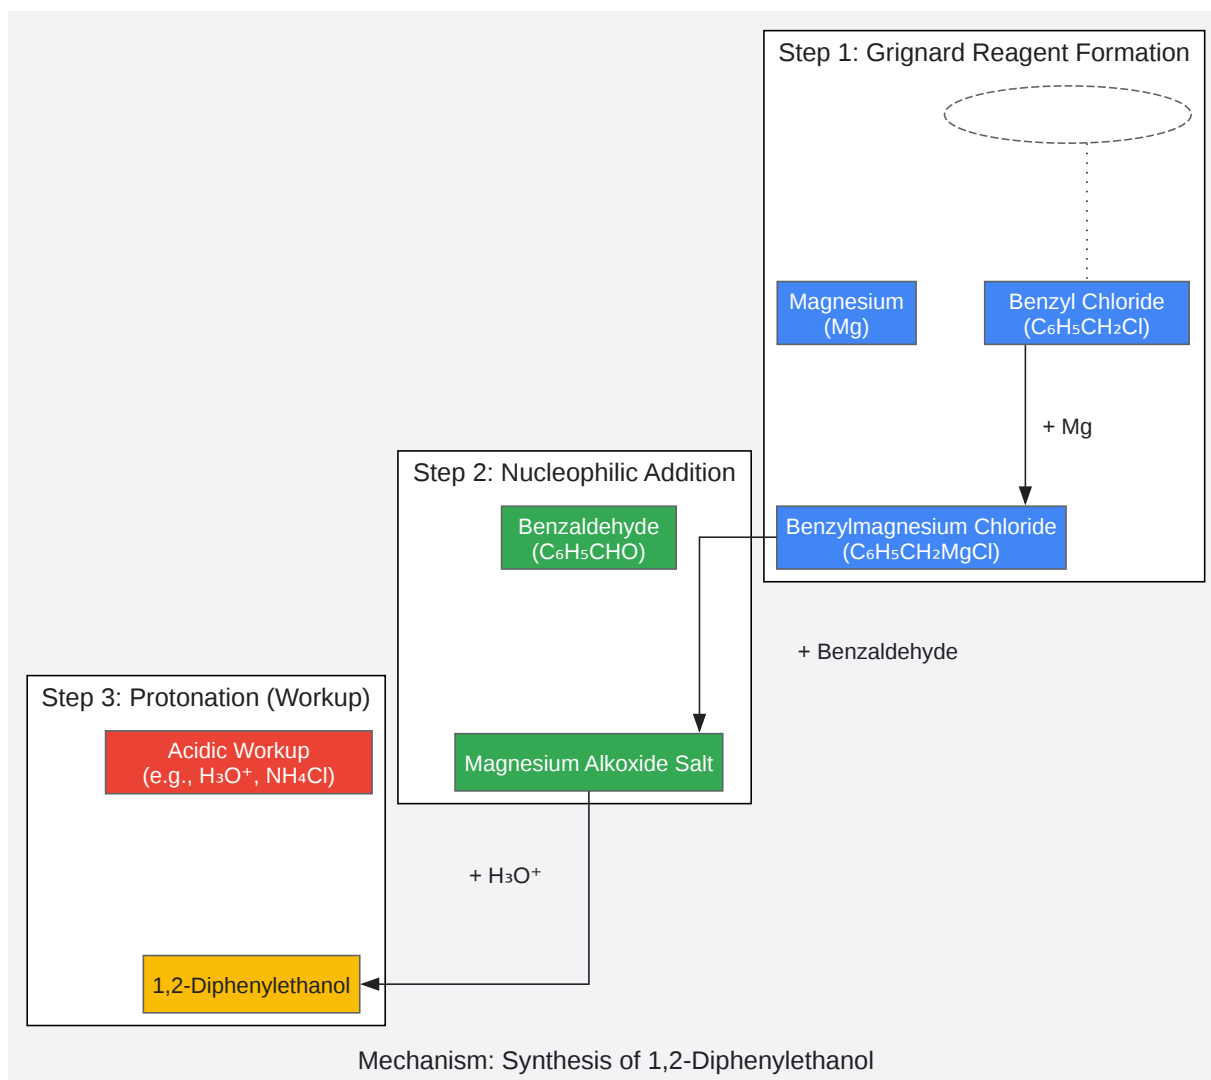 Step 1: Grignard Reagent Formation
Magnesium
(Mg)
Benzyl Chloride
(C₆H₅CH₂Cl)
+ Mg
Benzylmagnesium Chloride
(C₆H₅CH₂MgCl)
Step 2: Nucleophilic Addition
Benzaldehyde
(C₆H₅CHO)
+ Benzaldehyde
Magnesium Alkoxide Salt
Step 3: Protonation (Workup)
Acidic Workup
(e.g., H₃O⁺, NH₄Cl)
+ H₃O⁺
1,2-Diphenylethanol
Mechanism: Synthesis of 1,2-Diphenylethanol